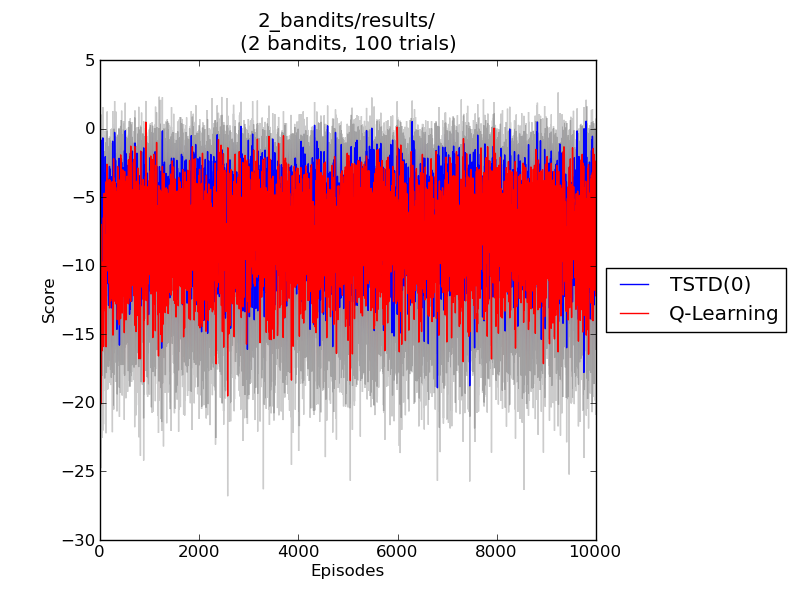 2_bandits/results/
(2 bandits, 100 trials)
5
0
−5
−10
−15
−20
−25
−30
Score
0 2000 4000 6000 8000 10000
Episodes
TSTD(0)
Q-Learning